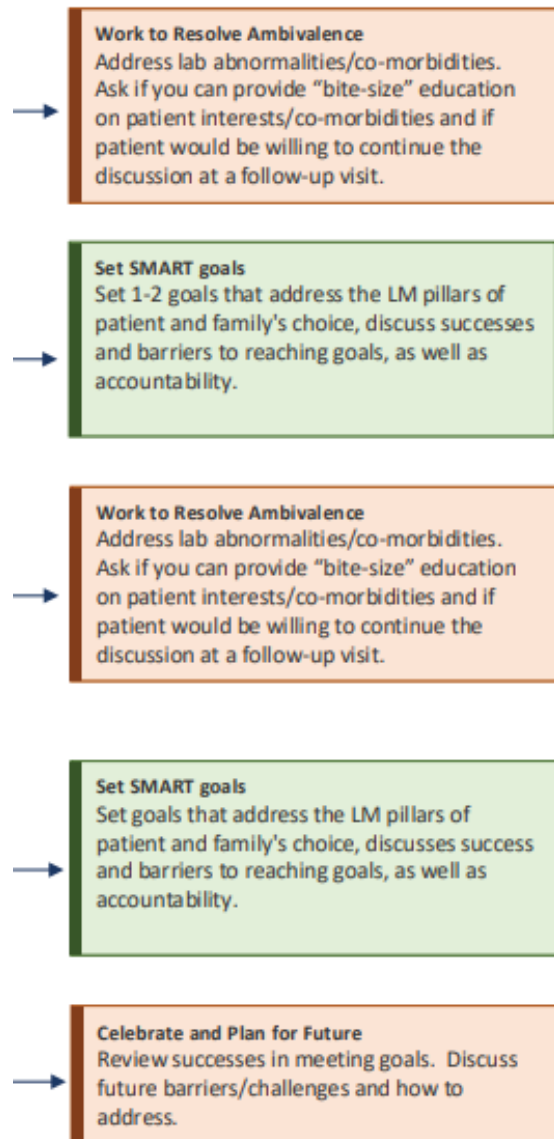 Work to Resolve Ambivalence
Address lab abnormalities/co-morbidities.
Ask if you can provide “bite-size” education
on patient interests/co-morbidities and if
patient would be willing to continue the
discussion at a follow-up visit.
Set SMART goals
Set 1-2 goals that address the LM pillars of
patient and family's choice, discuss successes
and barriers to reaching goals, as well as
accountability.
Work to Resolve Ambivalence
Address lab abnormalities/co-morbidities.
Ask if you can provide “bite-size” education
on patient interests/co-morbidities and if
patient would be willing to continue the
discussion at a follow-up visit.
Set SMART goals
Set goals that address the LM pillars of
patient and family's choice, discusses success
and barriers to reaching goals, as well as
accountability.
Celebrate and Plan for Future
Review successes in meeting goals.  Discuss
future barriers/challenges and how to
address.